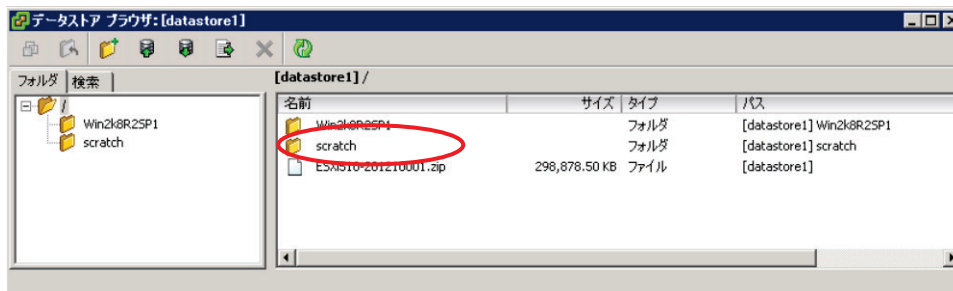 データストア ブラウザ: [datastore1]
フォルダ 検索
[datastore1] /
/
Win2k8R2SP1
scratch
名前 サイズ タイプ パス
Win2k8R2SP1 フォルダ [datastore1] Win2k8R2SP1
scratch フォルダ [datastore1] scratch
ESXi510-201210001.zip 298,878.50 KB ファイル [datastore1]